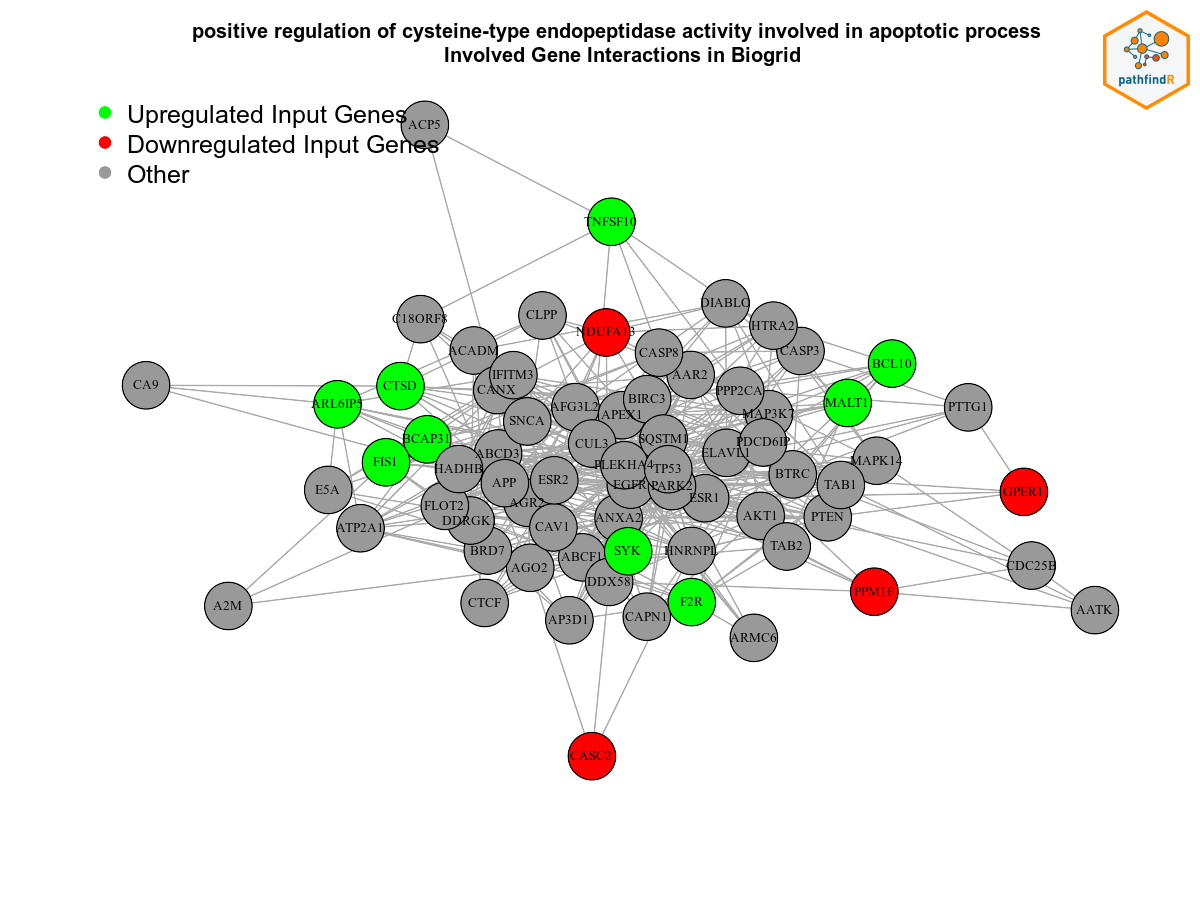 positive regulation of cysteine-type endopeptidase activity involved in apoptotic process
Involved Gene Interactions in Biogrid
pathfindR
Upregulated Input Genes
Downregulated Input Genes
Other
ACP5
TNFSF10
DIABLO
C18ORF8
CLPP
HTRA2
NDUFA13
ACADM
CASP8
CASP3
BCL10
IFITM3
AAR2
CA9
CTSD
CANX
PPP2CA
BIRC3
MALT1
ARL6IP5
AFG3L2
PTTG1
APEX1
MAP3K7
SNCA
BCAP31
CUL3
SQSTM1
PDCD6IP
ABCD3
ELAVL1
FIS1
MAPK14
HADHB
PLEKHA4
TP53
BTRC
APP
ESR2
EGFR
PARK2
TAB1
E5A
GPER1
ESR1
AGR2
FLOT2
DDRGK
ANXA2
AKT1
PTEN
ATP2A1
CAV1
BRD7
SYK
HNRNPL
TAB2
ABCF1
AGO2
CDC25B
DDX58
PPM1F
A2M
CTCF
F2R
AATK
AP3D1
CAPN1
ARMC6
CASC2